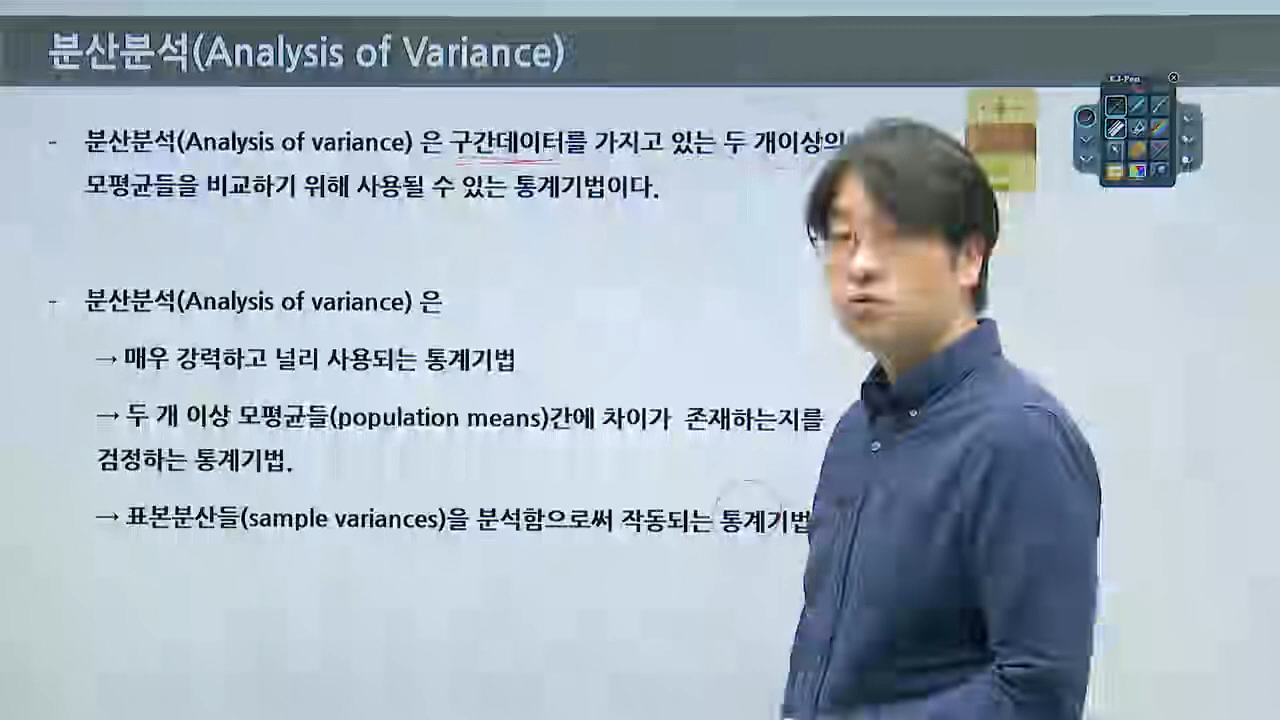 분산분석(Analysis of Variance)
EJ-Pen
- 분산분석(Analysis of variance) 은 구간데이터를 가지고 있는 두 개이상의
모평균들을 비교하기 위해 사용될 수 있는 통계기법이다.
- 분산분석(Analysis of variance) 은
→ 매우 강력하고 널리 사용되는 통계기법
→ 두 개 이상 모평균들(population means)간에 차이가 존재하는지를
검정하는 통계기법.
→ 표본분산들(sample variances)을 분석함으로써 작동되는 통계기법